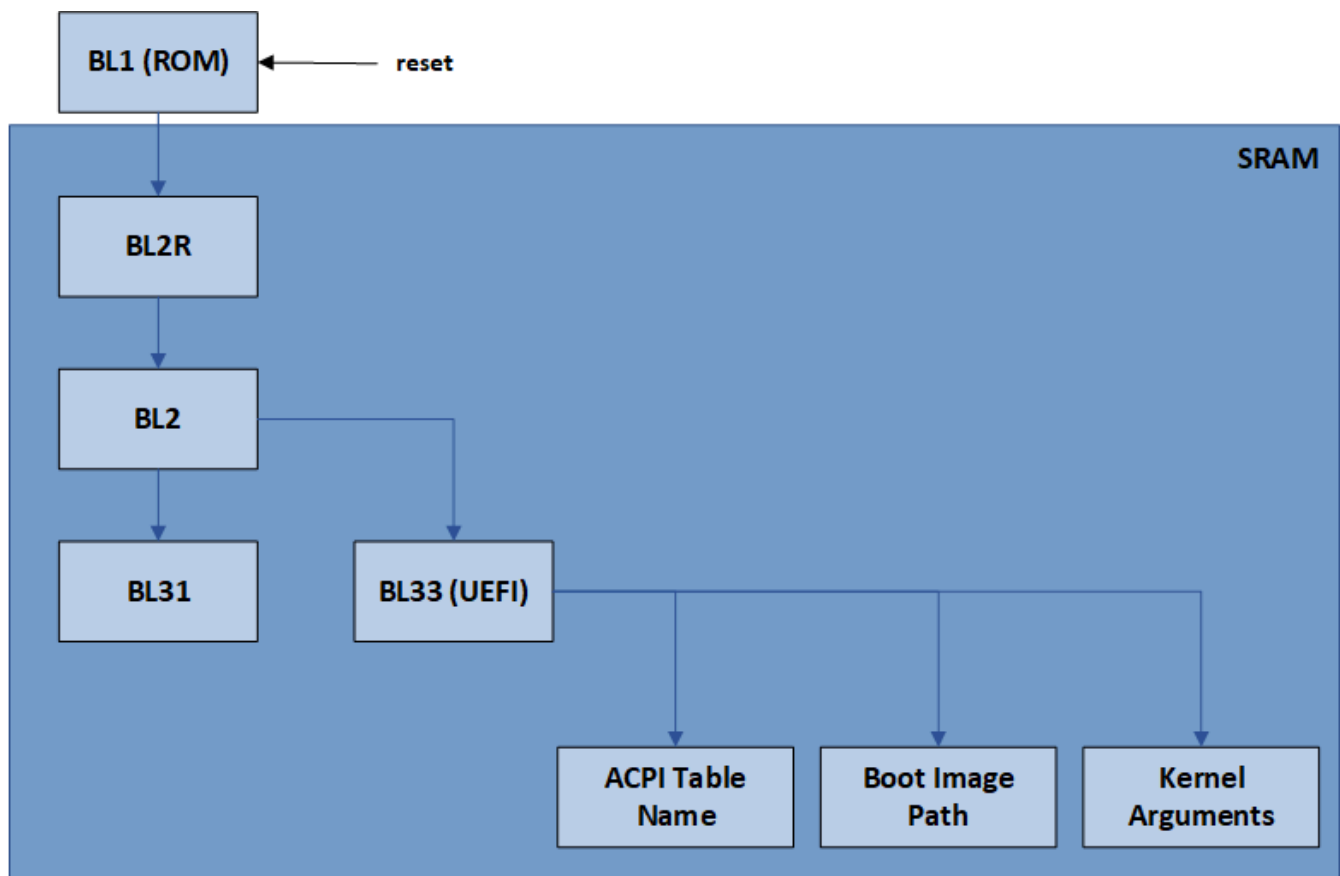 BL1 (ROM)
reset
SRAM
BL2R
BL2
BL31
BL33 (UEFI)
ACPI Table
Name
Boot Image
Path
Kernel
Arguments